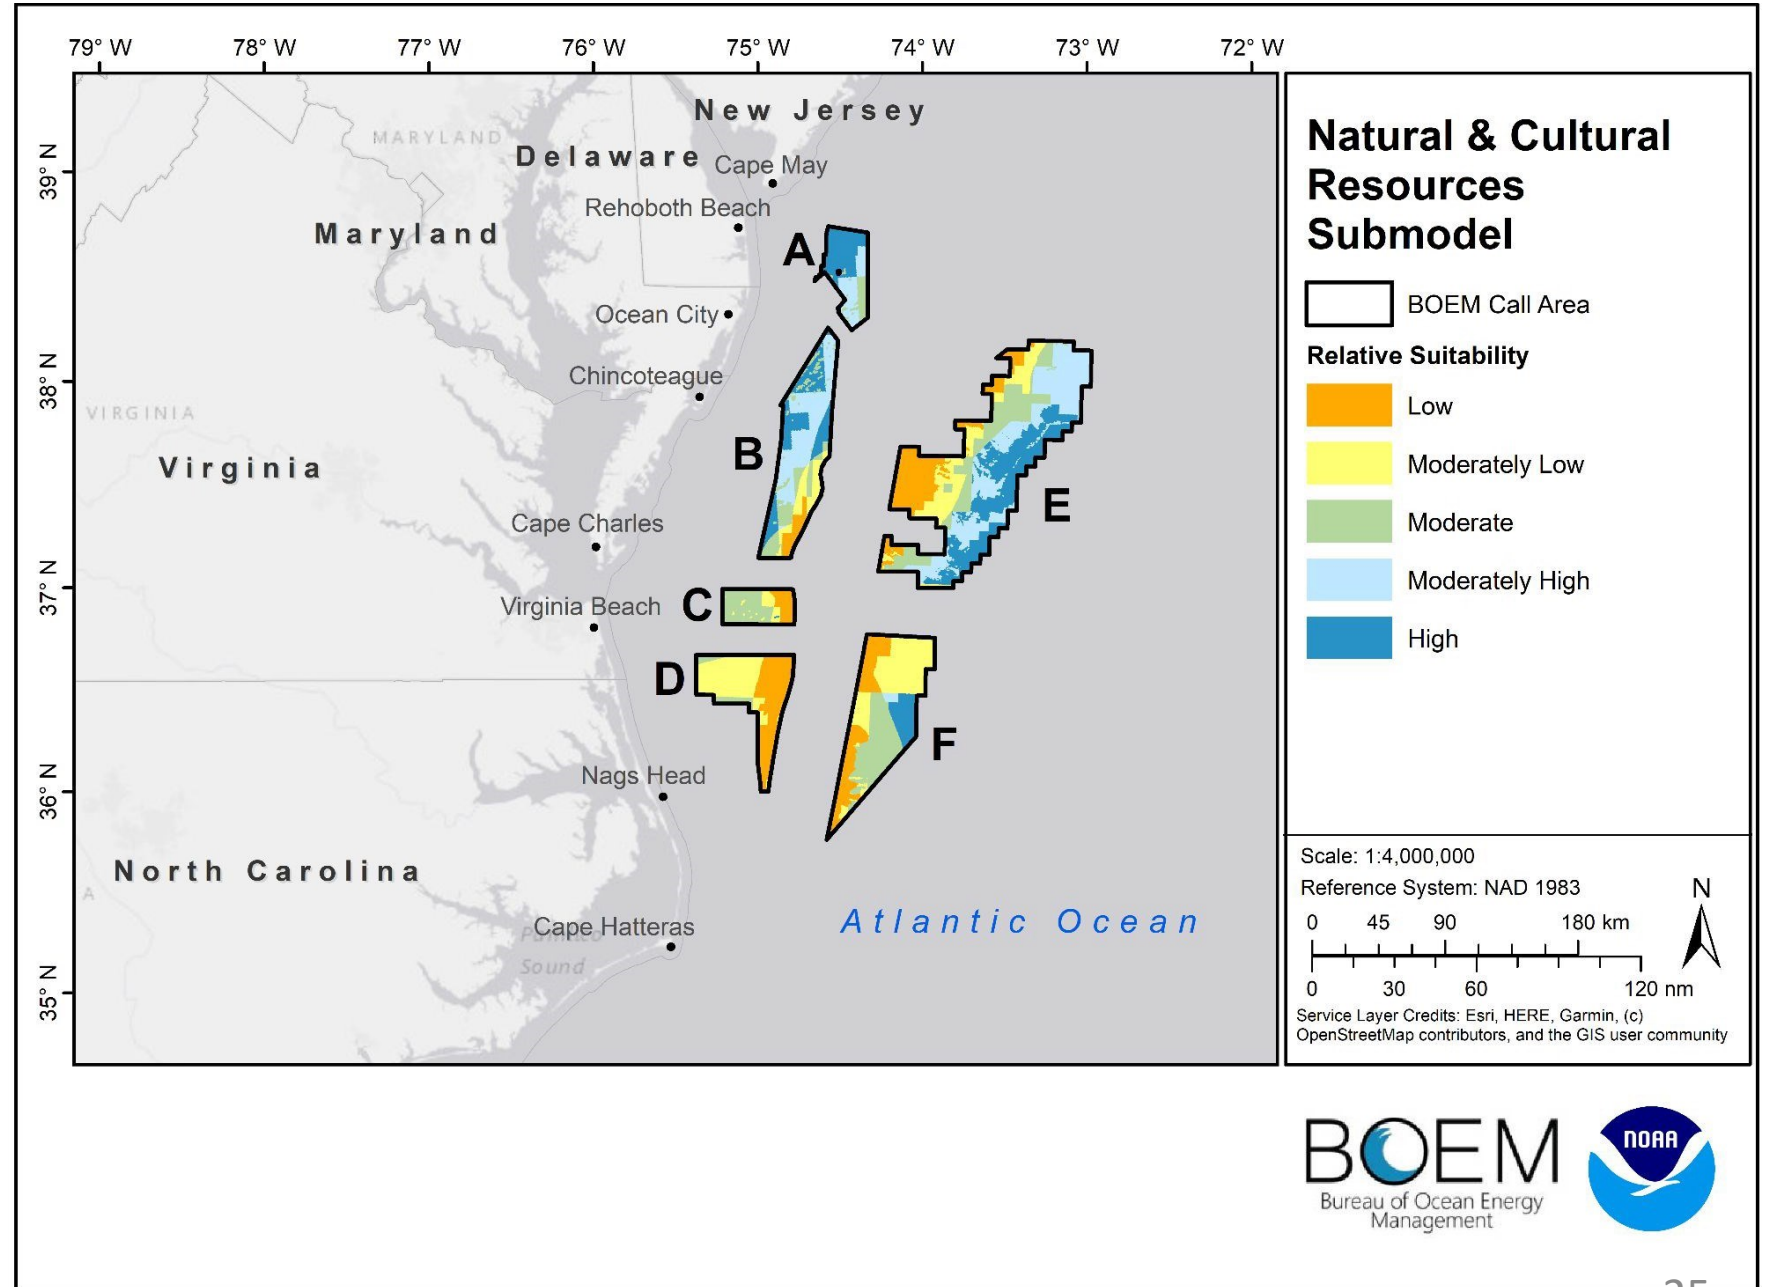 79° W 78° W 77° W 76° W 75° W 74° W 73° W 72° W
39° N
38° N
37° N
36° N
35° N
New Jersey
MARYLAND
Delaware
Cape May
Rehoboth Beach
Maryland
A
Ocean City
Chincoteague
VIRGINIA
B
Virginia
E
Cape Charles
Virginia Beach
C
D
F
Nags Head
North Carolina
A
Atlantic Ocean
Cape Hatteras
Pamlico
Sound
Natural & Cultural
Resources
Submodel
BOEM Call Area
Relative Suitability
Low
Moderately Low
Moderate
Moderately High
High
Scale: 1:4,000,000
Reference System: NAD 1983
N
0 45 90 180 km
0 30 60 120 nm
Service Layer Credits: Esri, HERE, Garmin, (c)
OpenStreetMap contributors, and the GIS user community
BOEM
Bureau of Ocean Energy
Management
NOAA